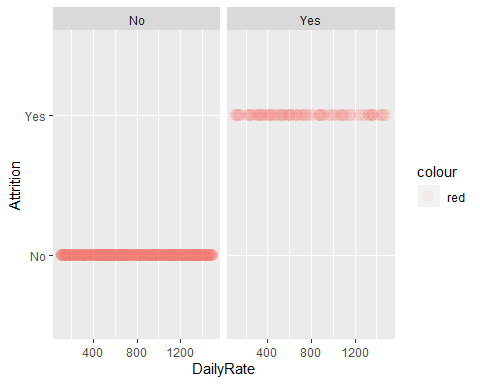 No Yes
Yes
No
Attrition
400 800 1200 400 800 1200
DailyRate
colour
red